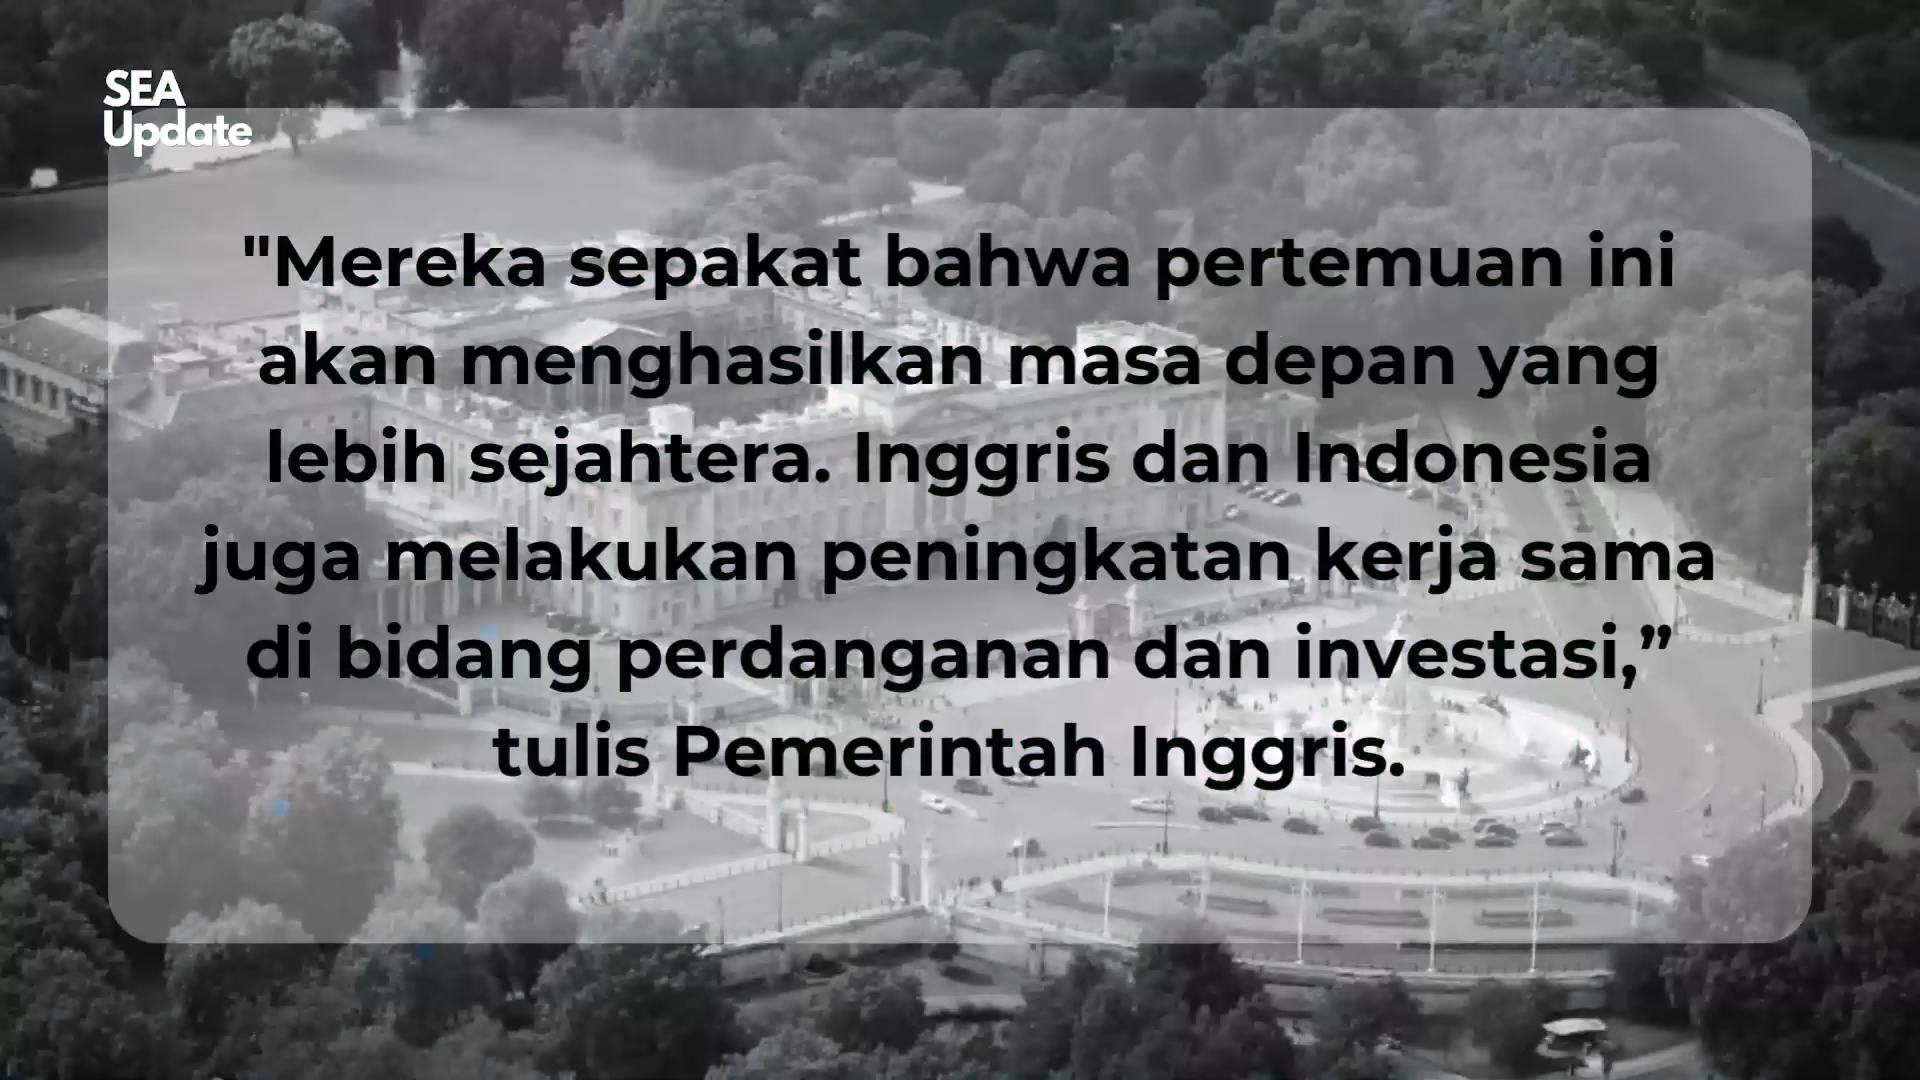 SEA
Update
"Mereka sepakat bahwa pertemuan ini
akan menghasilkan masa depan yang
lebih sejahtera. Inggris dan Indonesia
juga melakukan peningkatan kerja sama
di bidang perdanganan dan investasi,”
tulis Pemerintah Inggris.